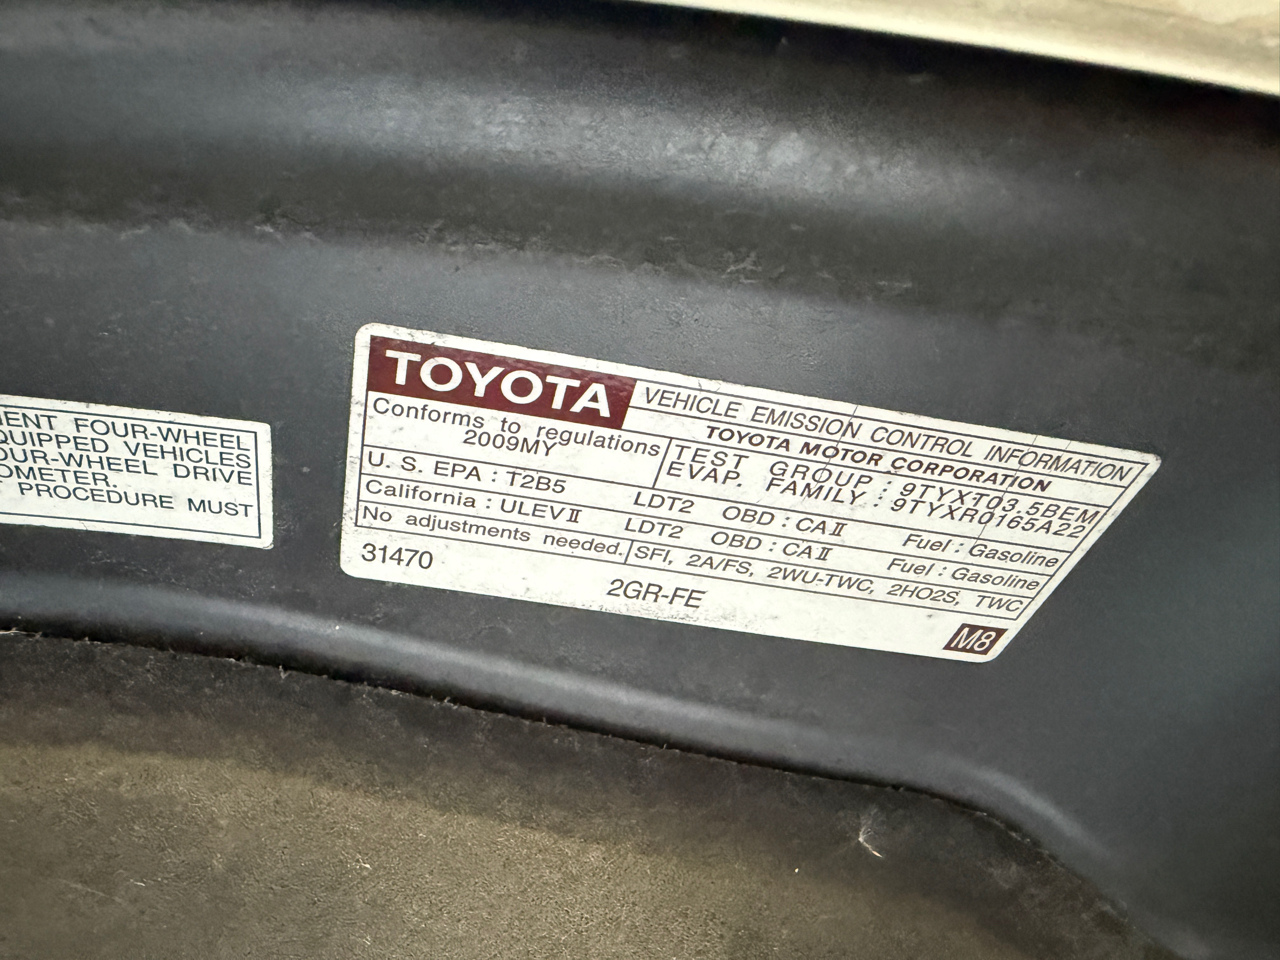 ENT FOUR-WHEEL
QUIPPED VEHICLES
OUR-WHEEL DRIVE
OMETER.
PROCEDURE MUST
TOYOTA VEHICLE EMISSION CONTROL INFORMATION
Conforms to regulations TOYOTA MOTOR CORPORATION
2009MY TEST GROUP : 9TYXT03.5BEM
EVAP. FAMILY : 9TYXR0165A22
U. S. EPA : T2B5 LDT2 OBD : CAⅡ Fuel : Gasoline
California : ULEVⅡ LDT2 OBD : CAⅡ Fuel : Gasoline
No adjustments needed. SFI, 2A/FS, 2WU-TWC, 2HO2S, TWC
31470 2GR-FE M8